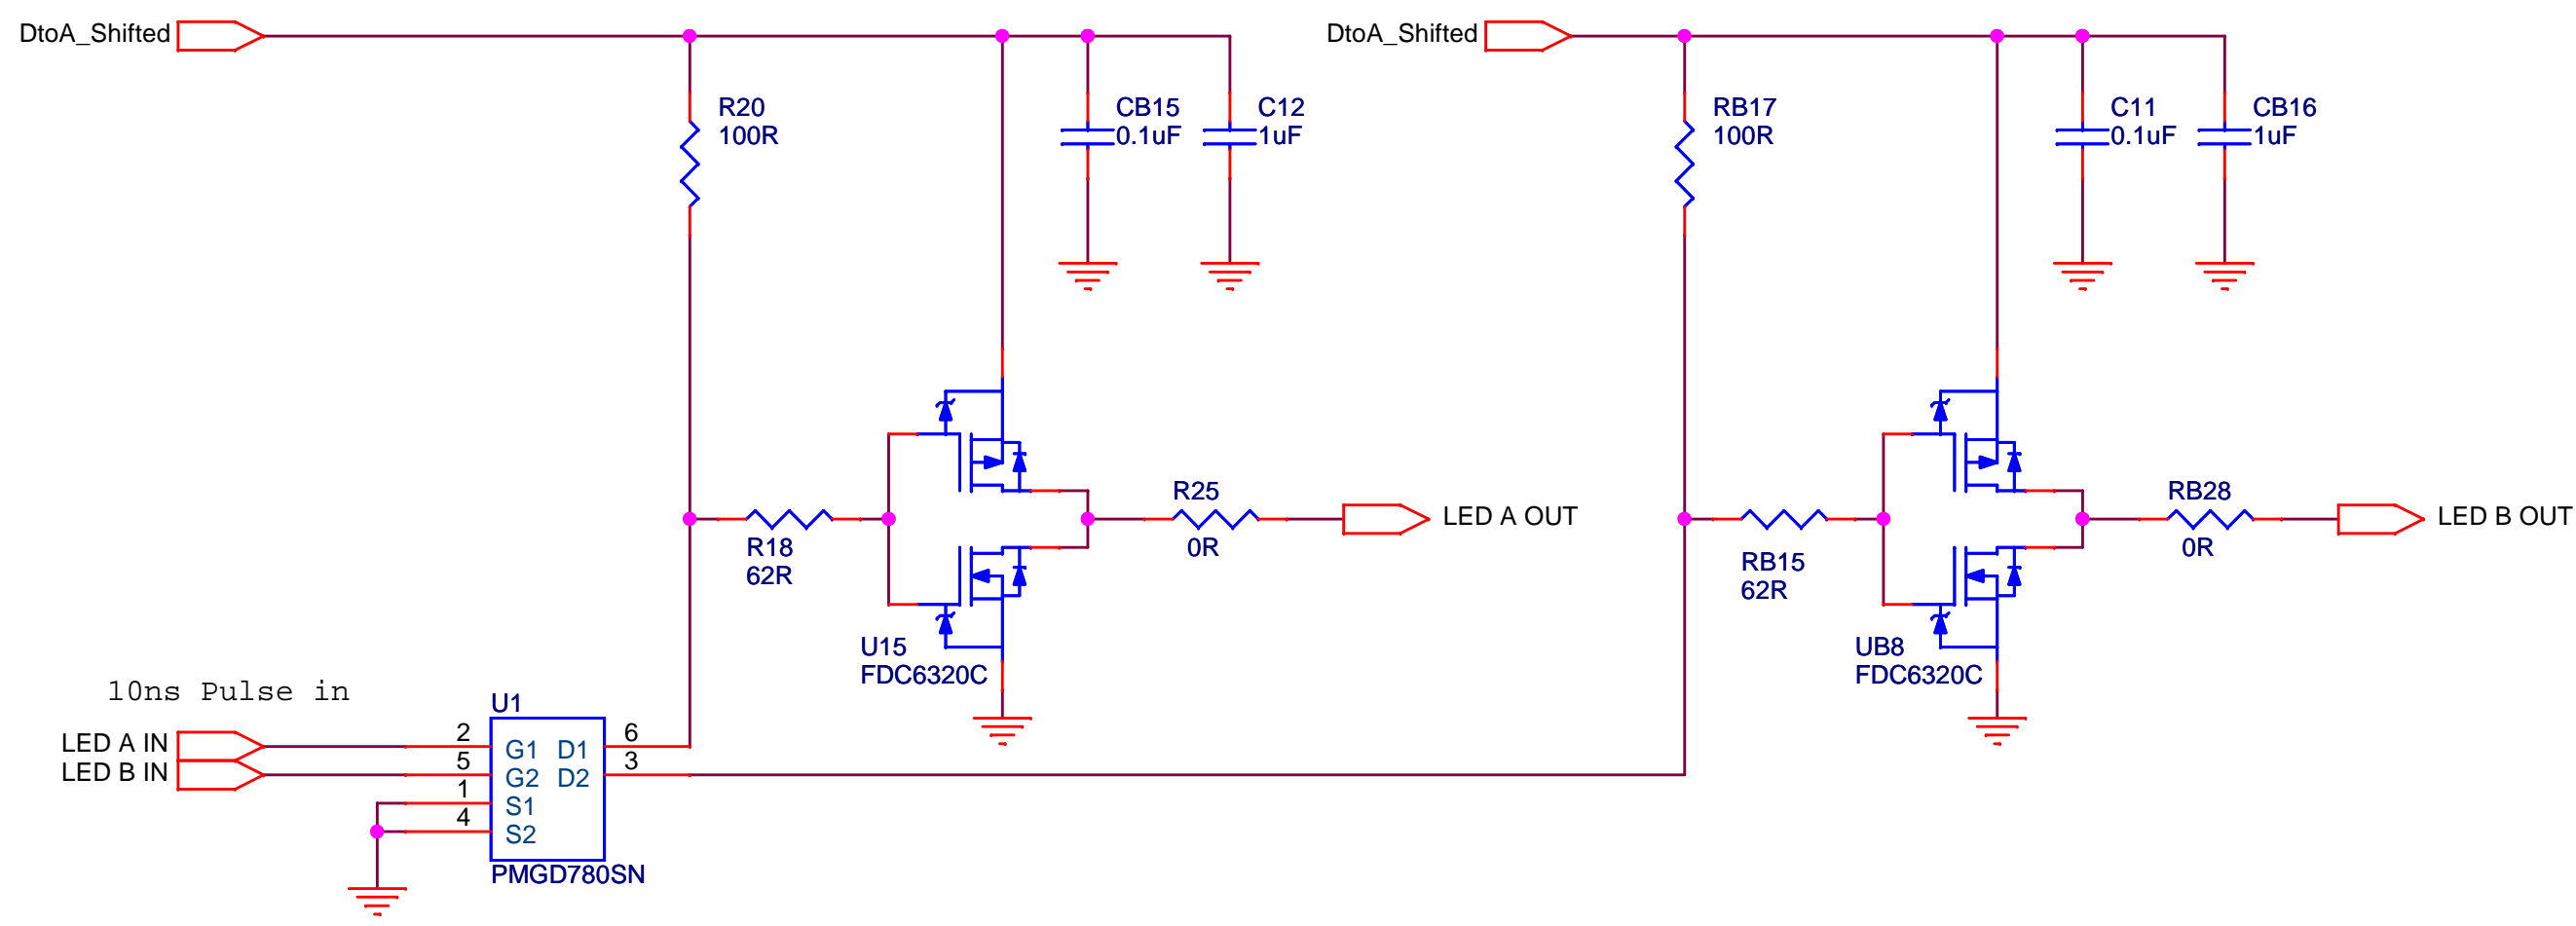 DtoA_Shifted
R20
100R
CB15
0.1uF
C12
1uF
R18
62R
R25
0R
LED A OUT
U15
FDC6320C
DtoA_Shifted
RB17
100R
C11
0.1uF
CB16
1uF
RB15
62R
RB28
0R
LED B OUT
UB8
FDC6320C
10ns Pulse in
LED A IN
LED B IN
U1
2
5
1
4
G1 D1
G2 D2
S1
S2
6
3
PMGD780SN